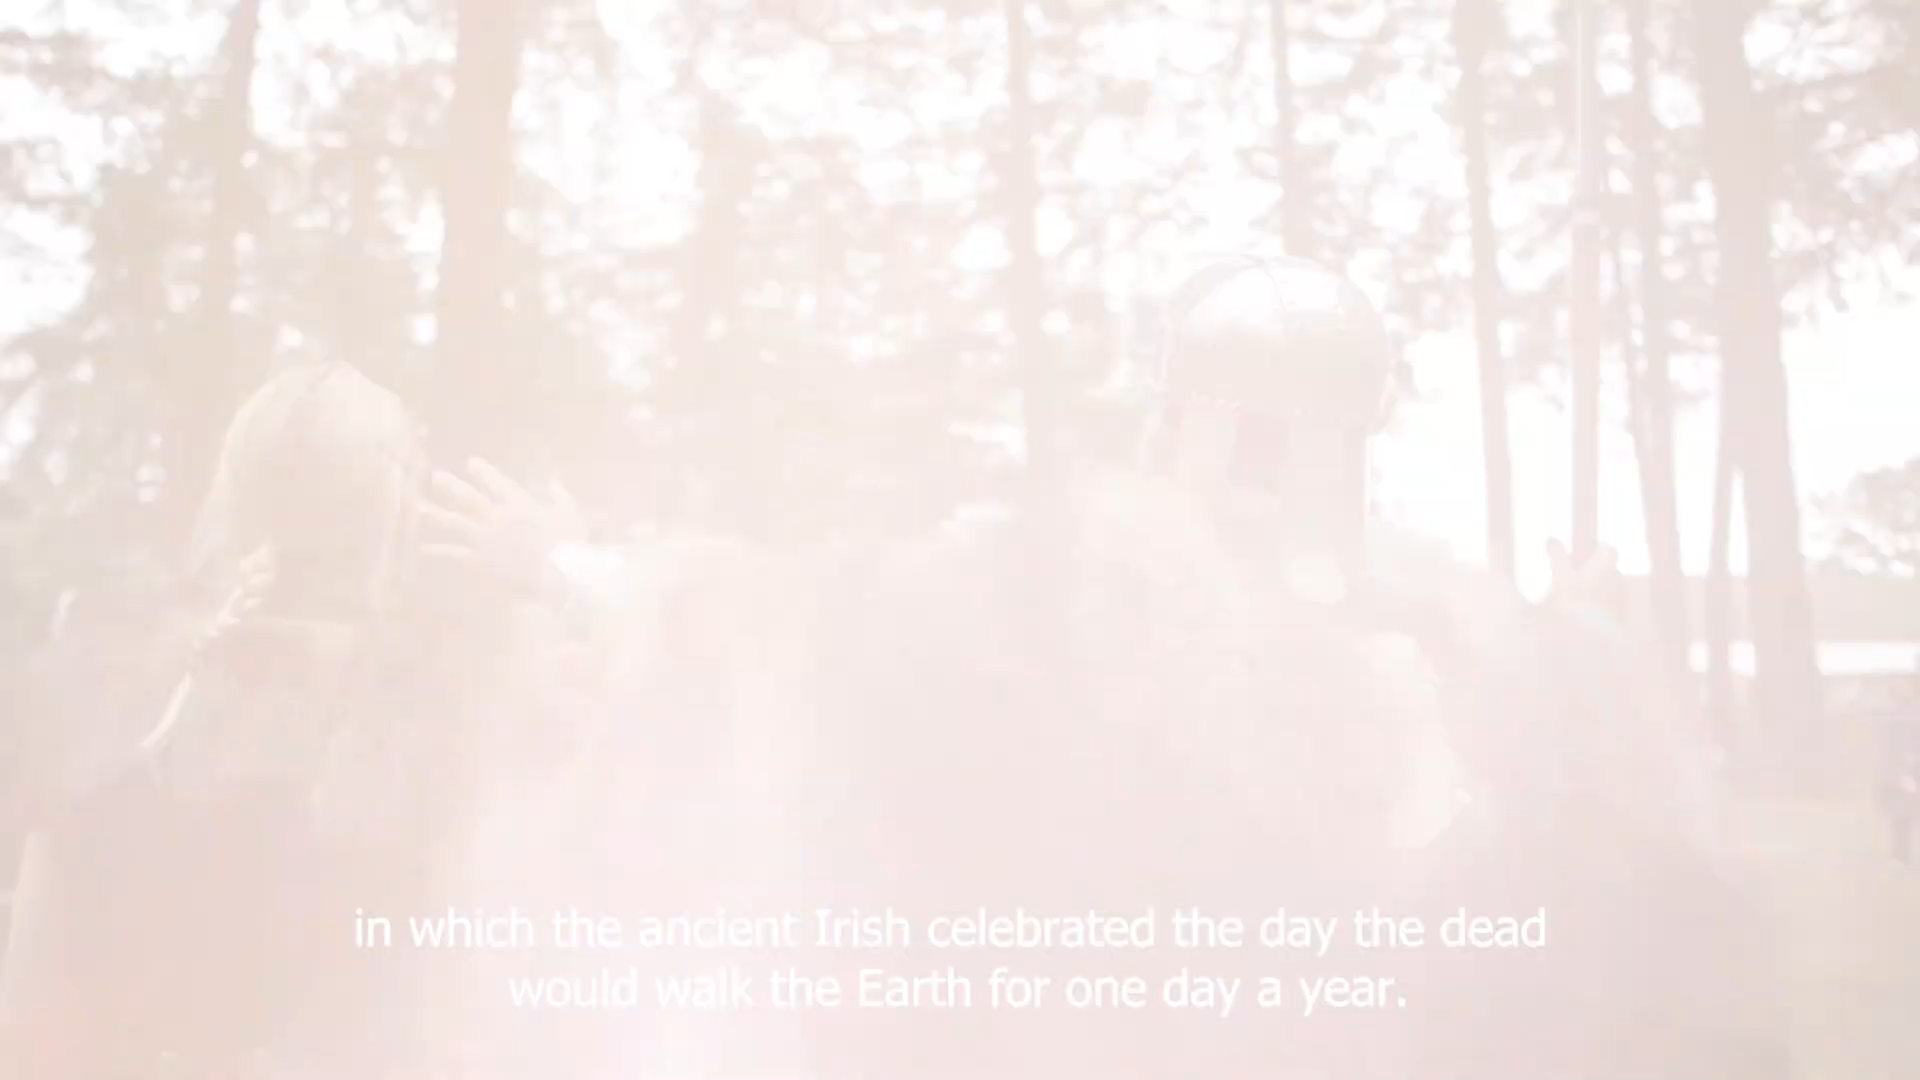 in which the ancient Irish celebrated the day the dead
would walk the Earth for one day a year.